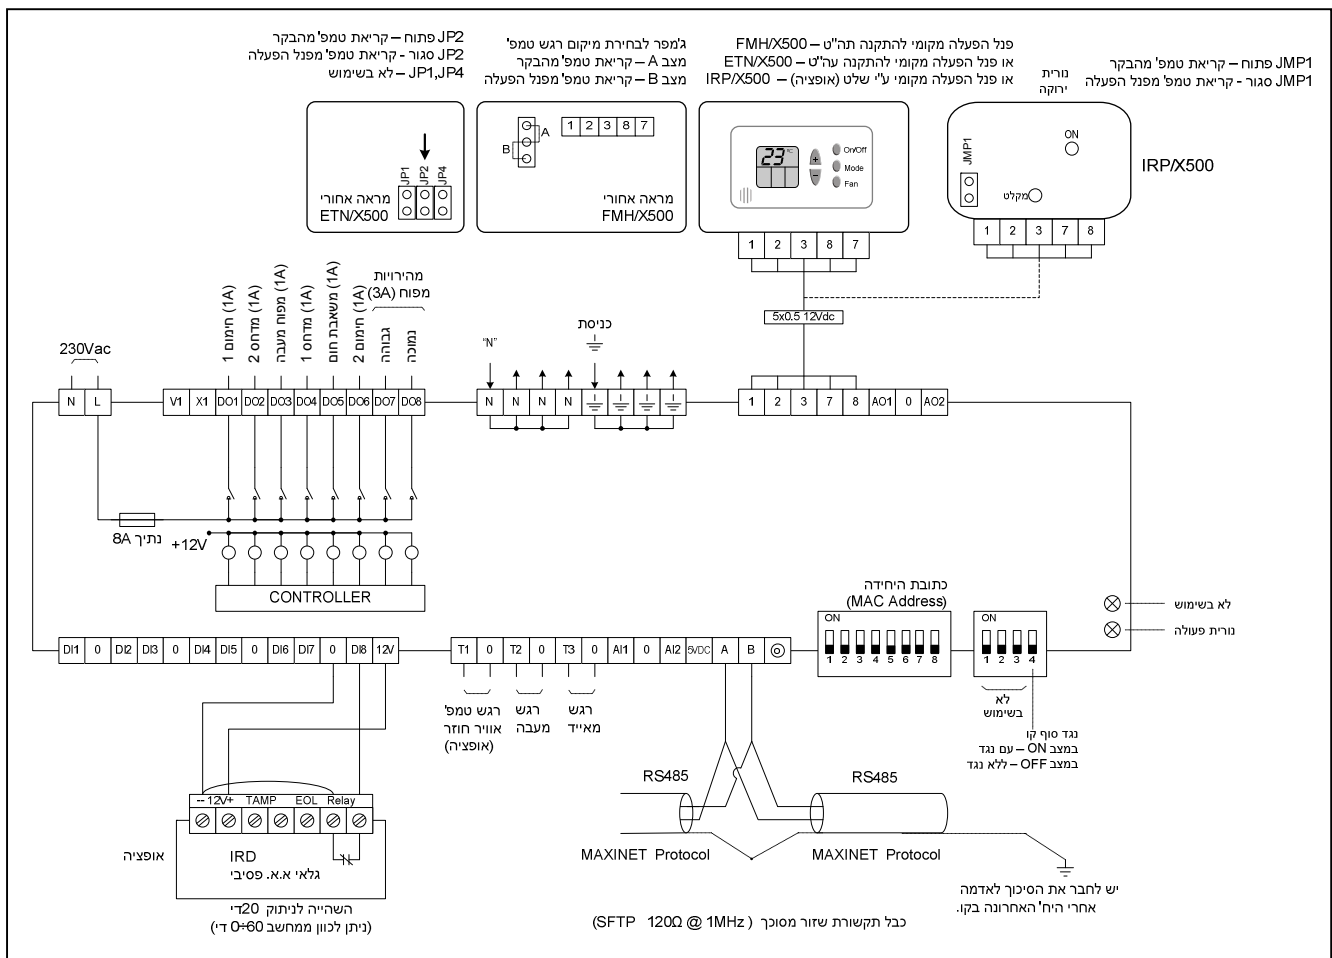 JP2 פתוח – קריאת טמפ' מהבקר
JP2 סגור - קריאת טמפ' מפנל הפעלה
JP1,JP4 – לא בשימוש
ג'מפר לבחירת מיקום רגש טמפ'
מצב A – קריאת טמפ' מהבקר
מצב B – קריאת טמפ' מפנל הפעלה
פנל הפעלה מקומי להתקנה תה"ט – FMH/X500
או פנל הפעלה מקומי להתקנה עה"ט – ETN/X500
או פנל הפעלה מקומי ע"י שלט (אופציה) – IRP/X500
JMP1 פתוח – קריאת טמפ' מהבקר
JMP1 סגור - קריאת טמפ' מפנל הפעלה
נורית
ירוקה
JP1
JP2
JP4
מראה אחורי
ETN/X500
A
B
1 2 3 8 7
מראה אחורי
FMH/X500
23 °C
+
–
On/Off
Mode
Fan
1 2 3 8 7
JMP1
ON
מקלט
IRP/X500
1 2 3 7 8
5x0.5 12Vdc
230Vac
חימום 1 (1A)
מדחס 2 (1A)
מפוח מעבה (1A)
מדחס 1 (1A)
משאבת חום (1A)
חימום 2 (1A)
מהירויות
מפוח (3A)
גבוהה
נמוכה
"N"
כניסת
N L
V1 X1 DO1 DO2 DO3 DO4 DO5 DO6 DO7 DO8
N N N N
1 2 3 7 8 AO1 0 AO2
נתיך 8A
+12V
CONTROLLER
כתובת היחידה
(MAC Address)
ON
1 2 3 4 5 6 7 8
ON
1 2 3 4
לא בשימוש
נורית פעולה
DI1 0 DI2 DI3 0 DI4 DI5 0 DI6 DI7 0 DI8 12V
T1 0 T2 0 T3 0 AI1 0 AI2 5VDC A B
רגש טמפ'
אוויר חוזר
(אופציה)
רגש
מעבה
רגש
מאייד
לא
בשימוש
נגד סוף קו
במצב ON – עם נגד
במצב OFF – ללא נגד
RS485
RS485
MAXINET Protocol
MAXINET Protocol
-- 12V+ TAMP EOL Relay
אופציה
IRD
גלאי א.א. פסיבי
השהייה לניתוק 20די
(ניתן לכוון ממחשב 0÷60 די)
יש לחבר את הסיכוך לאדמה
אחרי היח' האחרונה בקו.
כבל תקשורת שזור מסוכך (SFTP 120Ω @ 1MHz)